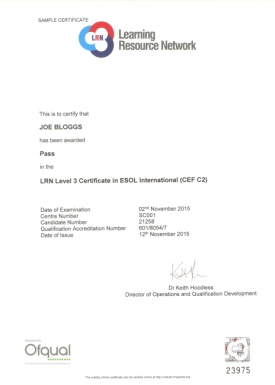 SAMPLE CERTIFICATE
LRN
Learning
Resource Network
This is to certify that
JOE BLOGGS
has been awarded
Pass
in the
LRN Level 3 Certificate in ESOL International (CEF C2)
Date of Examination 02nd November 2015
Centre Number SC001
Candidate Number 21258
Qualification Accreditation Number 601/6054/7
Date of Issue 12th November 2015
Dr Keith Hoodless
Director of Operations and Qualification Development
Ofqual
23975